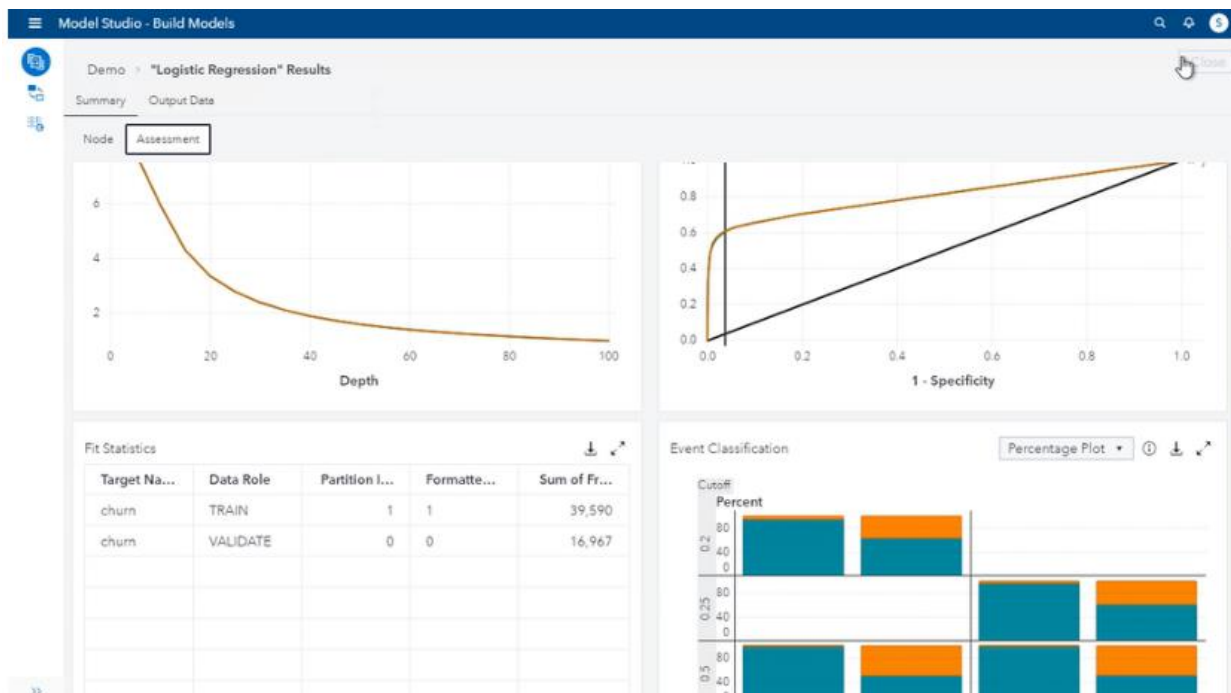 Model Studio - Build Models
S
Close
Demo › "Logistic Regression" Results
Summary Output Data
Node Assessment
6
4
2
0 20 40 60 80 100
Depth
0.8
0.6
0.4
0.2
0.0
0.0 0.2 0.4 0.6 0.8 1.0
1 - Specificity
Fit Statistics
Target Na... Data Role Partition I... Formatte... Sum of Fr...
churn TRAIN 1 1 39,590
churn VALIDATE 0 0 16,967
Event Classification Percentage Plot
Cutoff
Percent
0.2
80
40
0
0.25
80
40
0
0.5
80
40